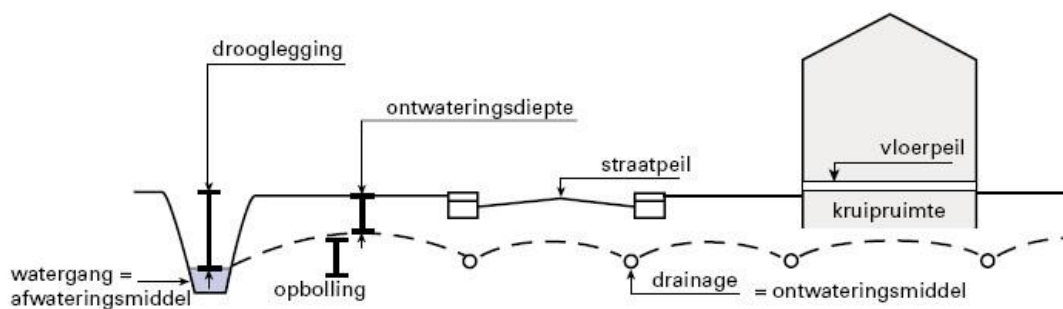 drooglegging
ontwateringsdiepte
straatpeil
vloerpeil
kruipruimte
watergang =
afwateringsmiddel
opbolling
drainage = ontwateringsmiddel